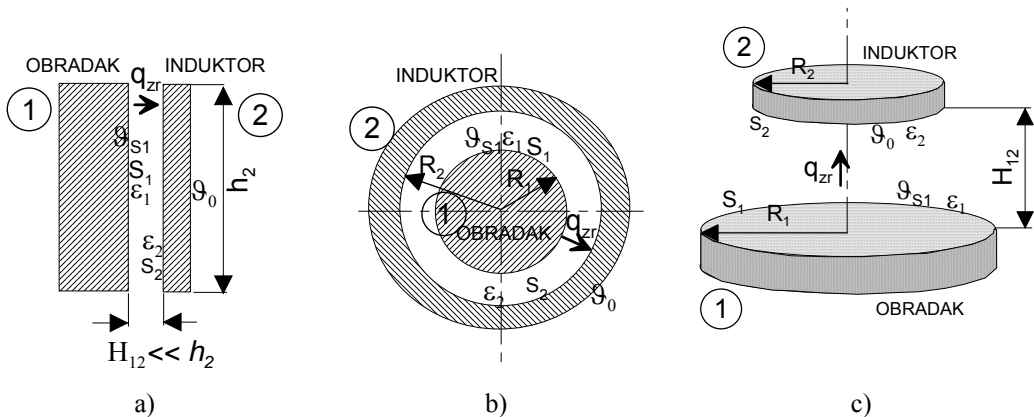 OBRADAK
INDUKTOR
q_zr
1
2
ϑ_S1
S_1
ε_1
ϑ_0
h_2
ε_2
S_2
H_12<< h_2
a)
INDUKTOR
2
ϑ_S1 ε_1 S_1
R_2
R_1
1
OBRADAK
q_zr
ε_2
S_2
ϑ_0
b)
2
INDUKTOR
R_2
S_2
ϑ_0 ε_2
H_12
q_zr
S_1
R_1
ϑ_S1 ε_1
1
OBRADAK
c)